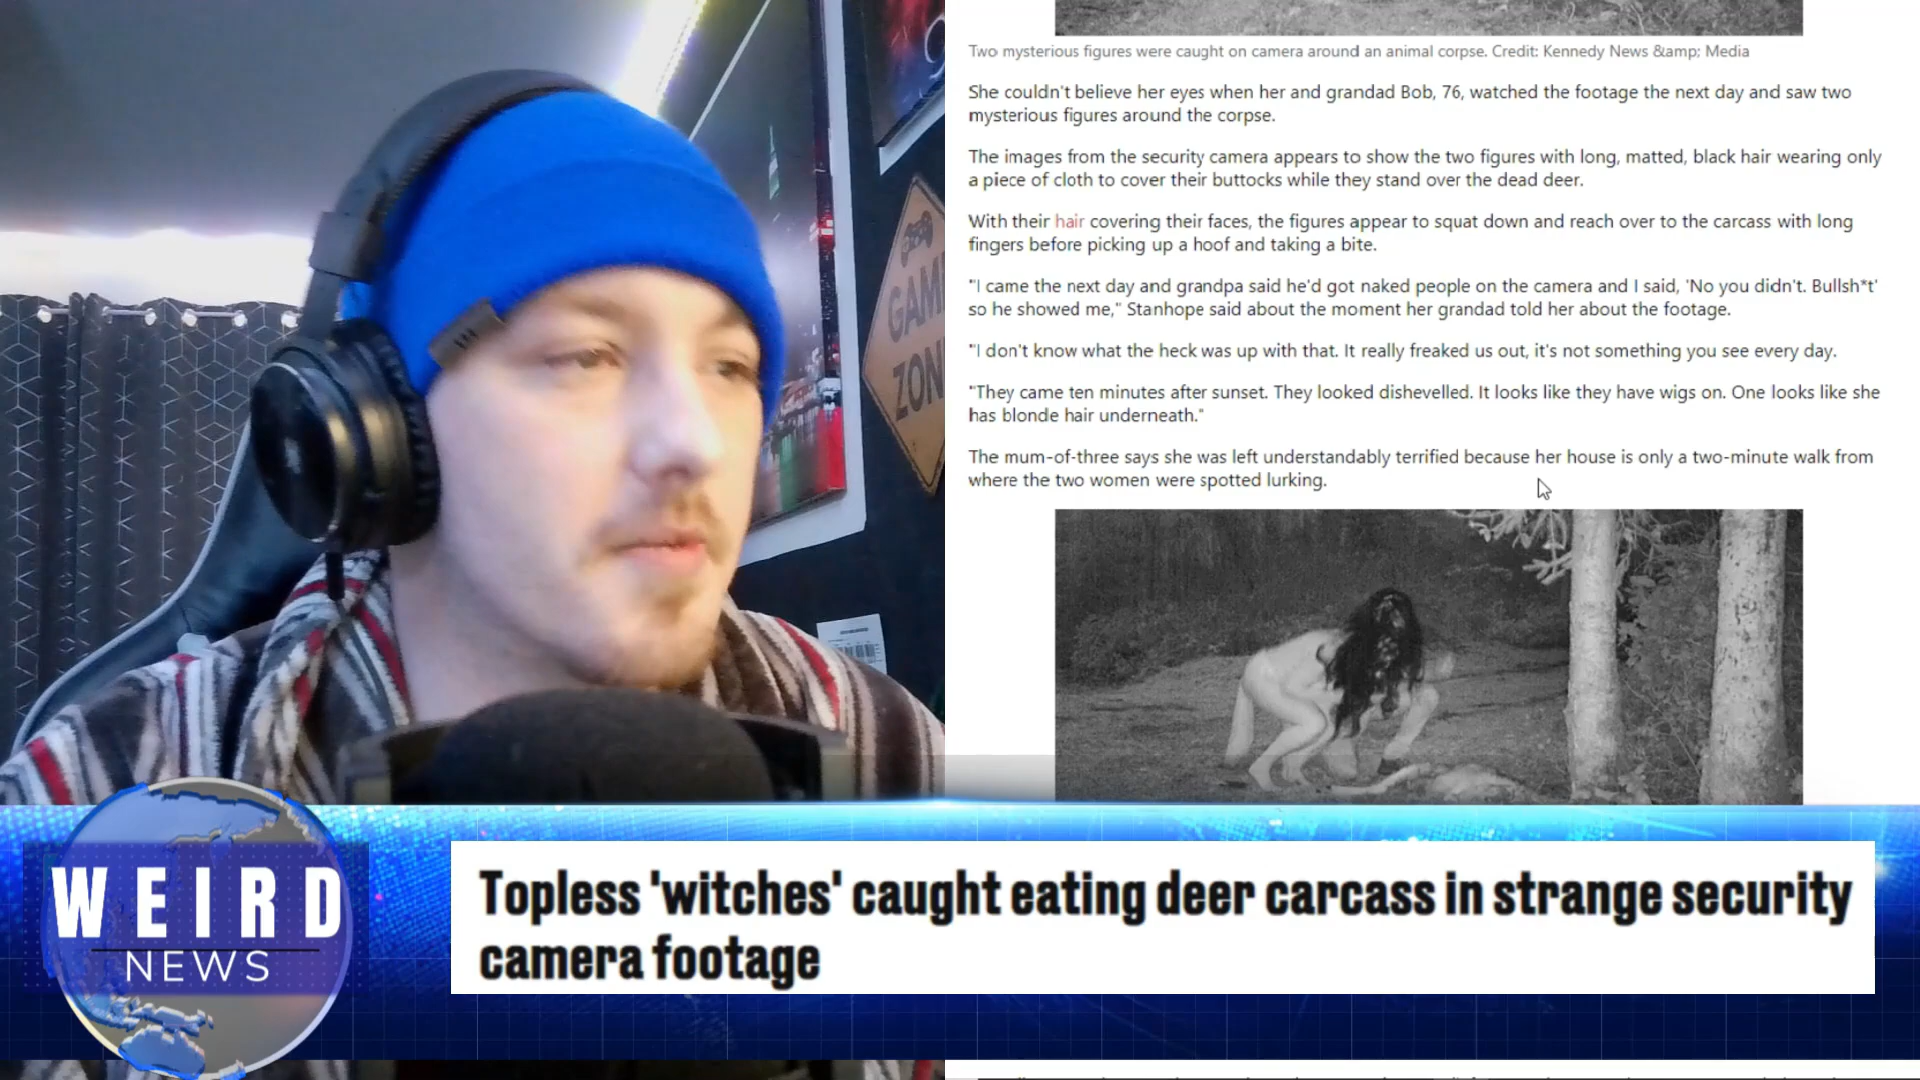 Two mysterious figures were caught on camera around an animal corpse. Credit: Kennedy News &amp; Media
She couldn't believe her eyes when her and grandad Bob, 76, watched the footage the next day and saw two
mysterious figures around the corpse.
The images from the security camera appears to show the two figures with long, matted, black hair wearing only
a piece of cloth to cover their buttocks while they stand over the dead deer.
With their hair covering their faces, the figures appear to squat down and reach over to the carcass with long
fingers before picking up a hoof and taking a bite.
"I came the next day and grandpa said he'd got naked people on the camera and I said, 'No you didn't. Bullsh*t'
so he showed me," Stanhope said about the moment her grandad told her about the footage.
"I don't know what the heck was up with that. It really freaked us out, it's not something you see every day.
"They came ten minutes after sunset. They looked dishevelled. It looks like they have wigs on. One looks like she
has blonde hair underneath."
The mum-of-three says she was left understandably terrified because her house is only a two-minute walk from
where the two women were spotted lurking.
GAME
ZONE
WEIRD
NEWS
Topless 'witches' caught eating deer carcass in strange security
camera footage